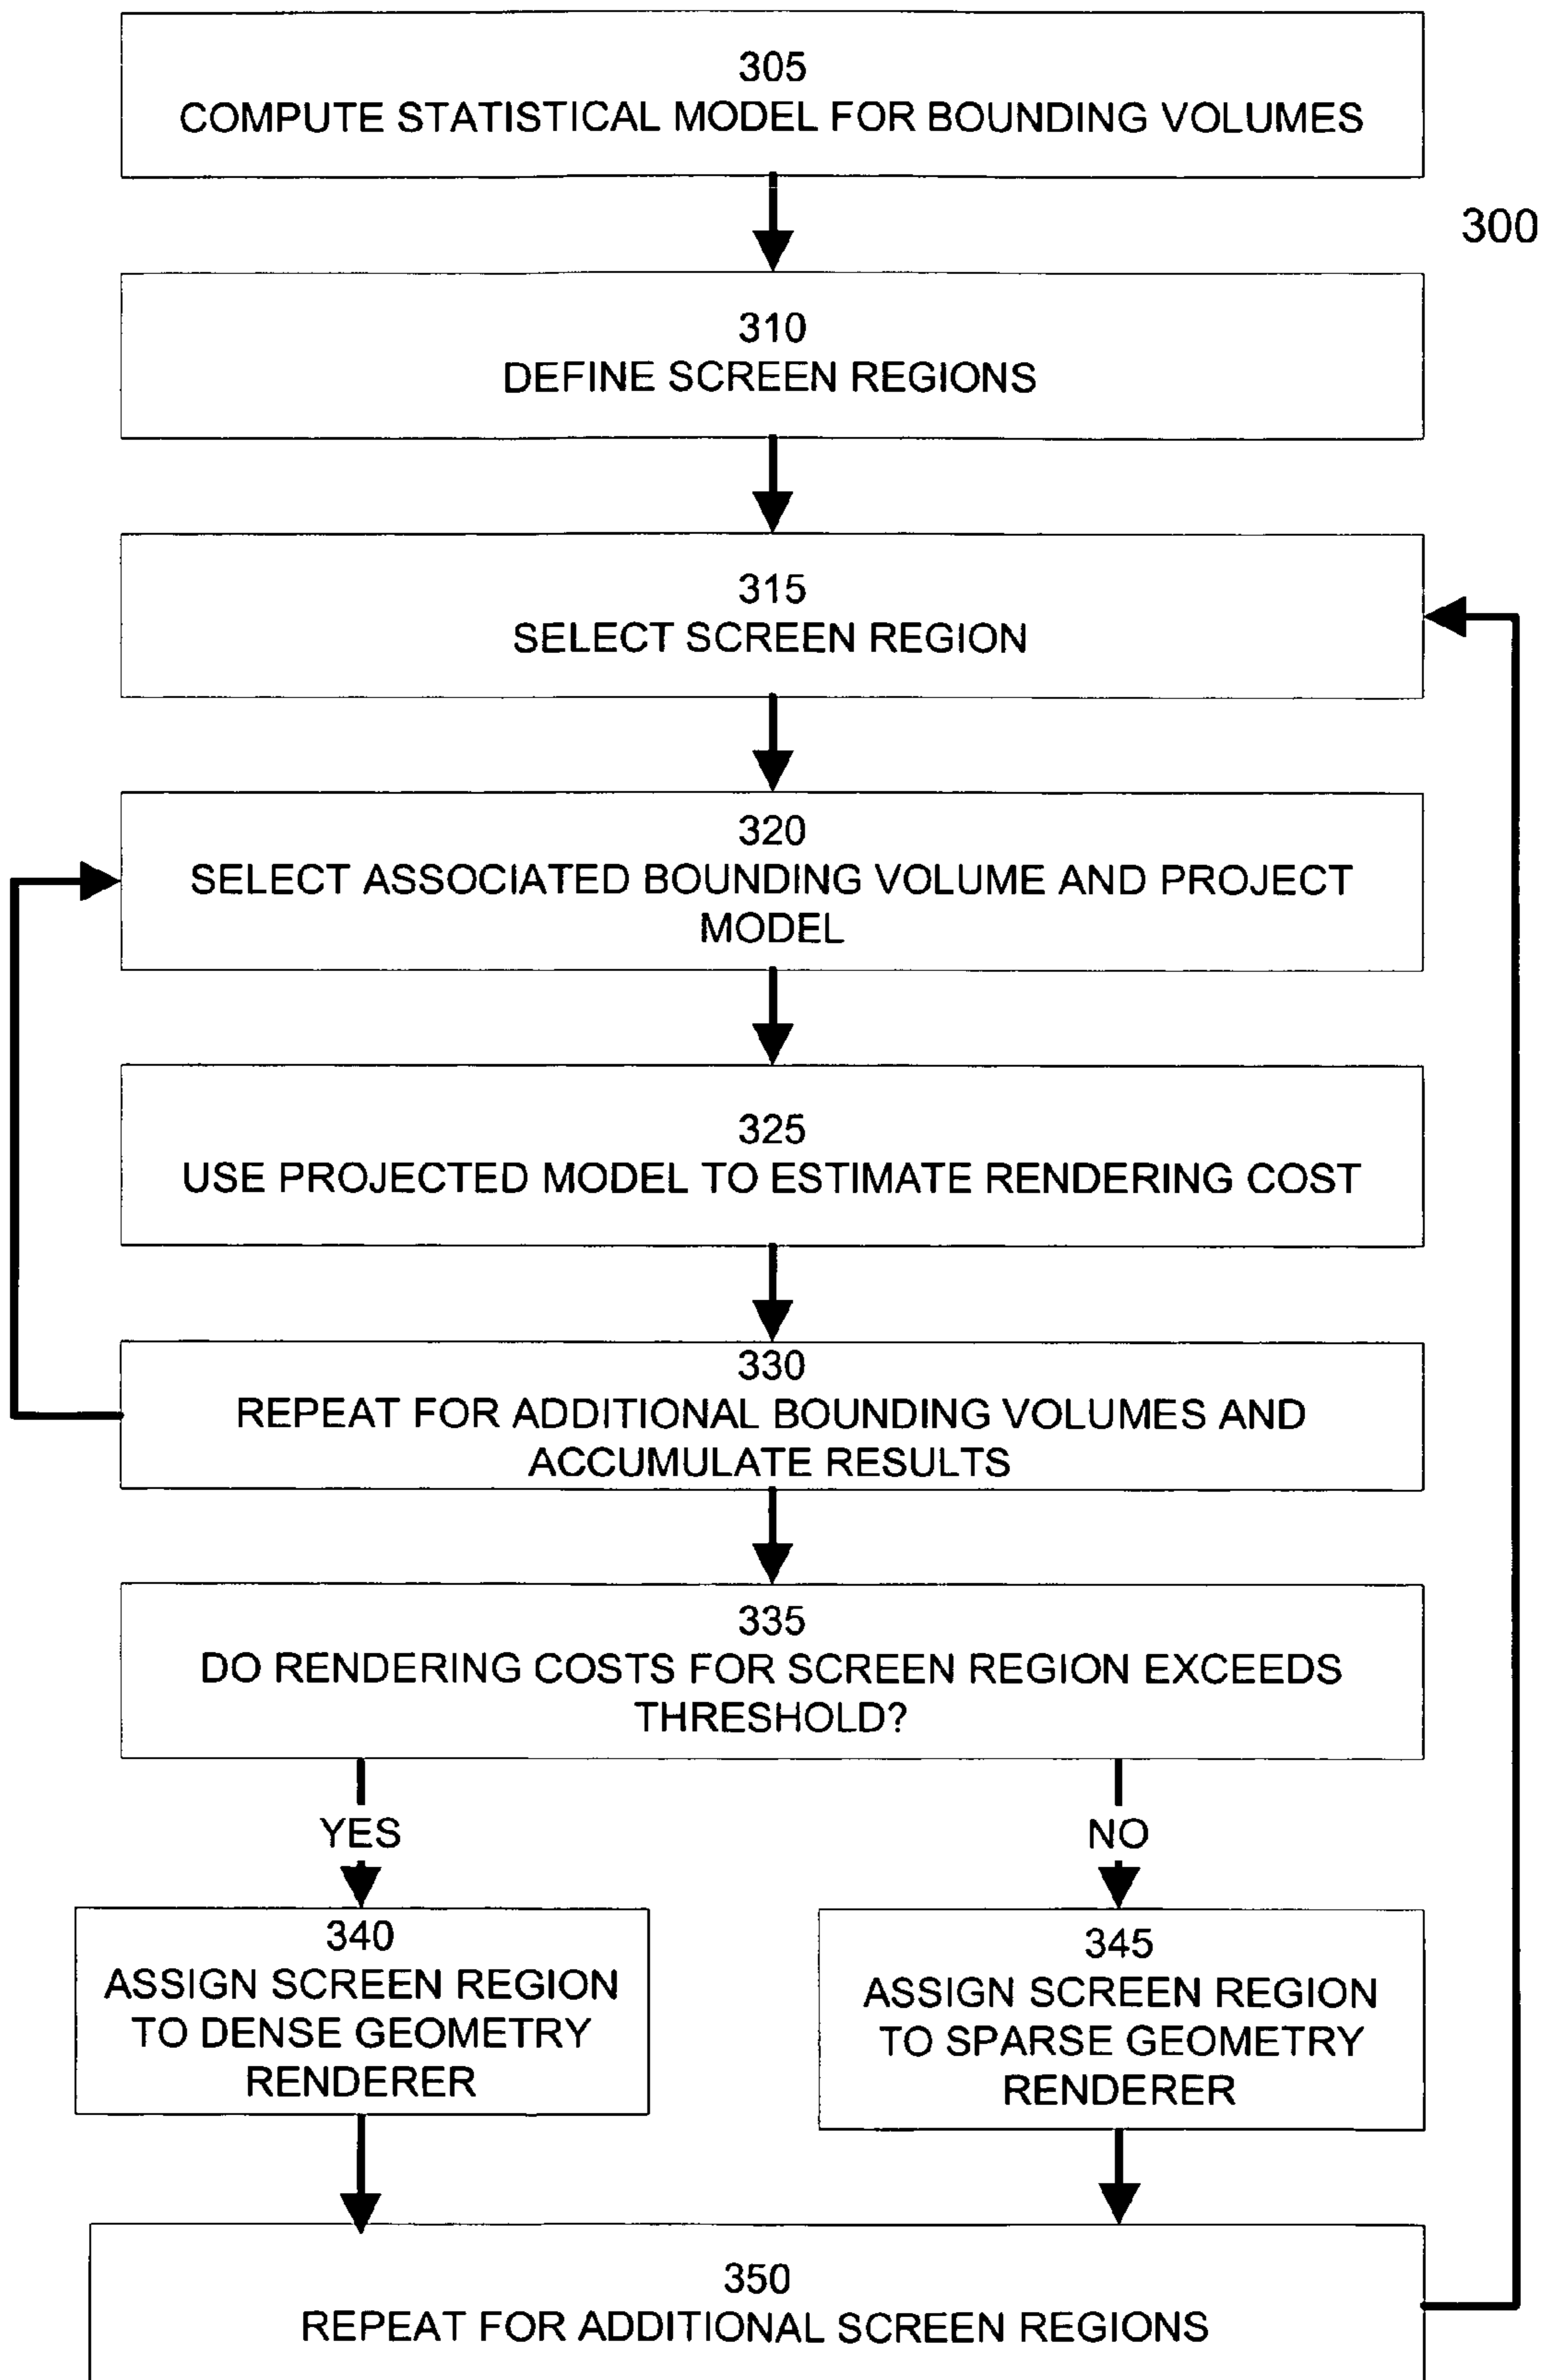 305
COMPUTE STATISTICAL MODEL FOR BOUNDING VOLUMES
300
310
DEFINE SCREEN REGIONS
315
SELECT SCREEN REGION
320
SELECT ASSOCIATED BOUNDING VOLUME AND PROJECT
MODEL
325
USE PROJECTED MODEL TO ESTIMATE RENDERING COST
330
REPEAT FOR ADDITIONAL BOUNDING VOLUMES AND
ACCUMULATE RESULTS
335
DO RENDERING COSTS FOR SCREEN REGION EXCEEDS
THRESHOLD?
YES
NO
340
ASSIGN SCREEN REGION
TO DENSE GEOMETRY
RENDERER
345
ASSIGN SCREEN REGION
TO SPARSE GEOMETRY
RENDERER
350
REPEAT FOR ADDITIONAL SCREEN REGIONS